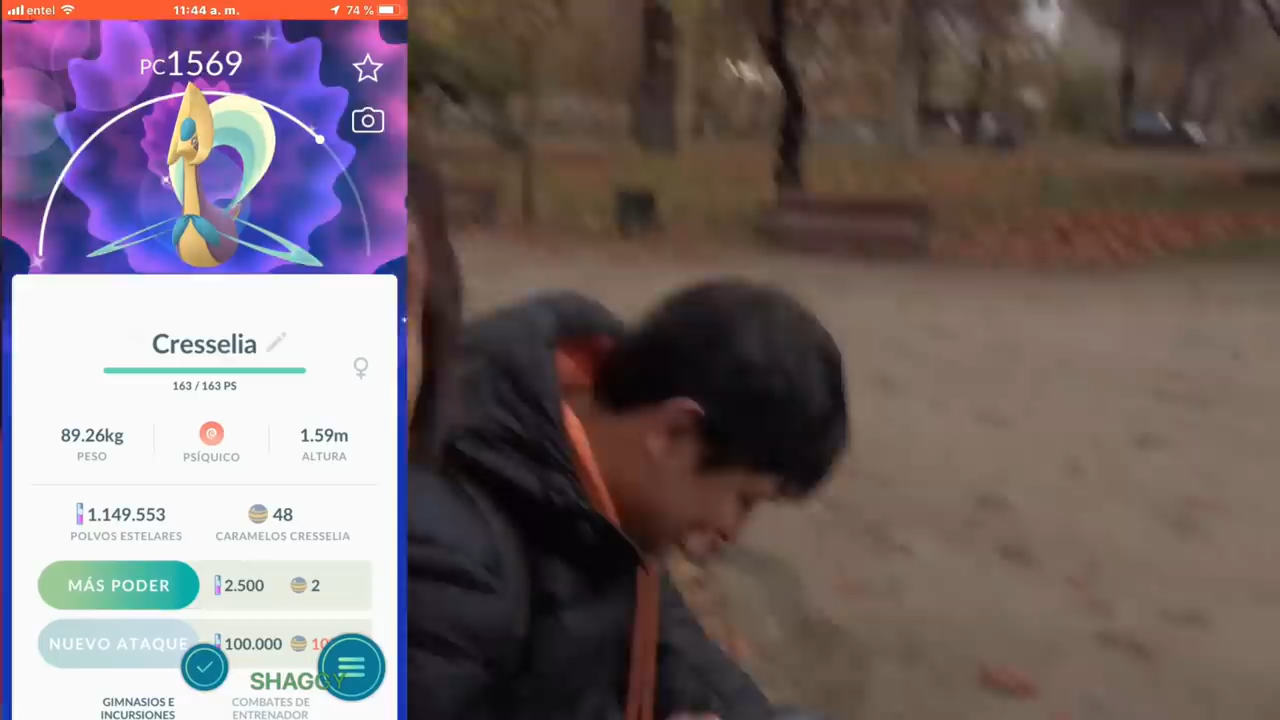 entel 11:44 a. m. 74 %
PC1569
Cresselia
163 / 163 PS
89.26kg 1.59m
PESO PSÍQUICO ALTURA
1.149.553 48
POLVOS ESTELARES CARAMELOS CRESSELIA
MÁS PODER 2.500 2
NUEVO ATAQUE 100.000
SHAGGY
GIMNASIOS E INCURSIONES
COMBATES DE ENTRENADOR